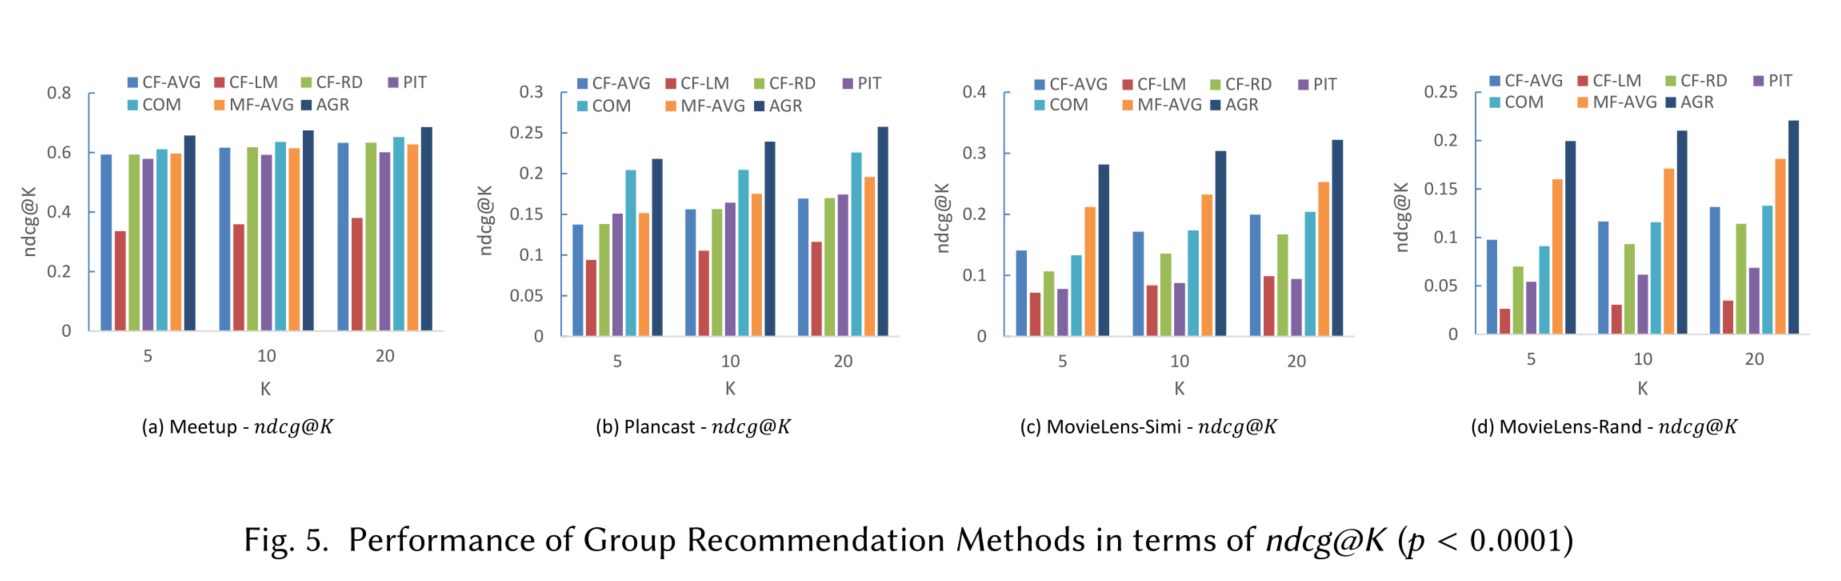 CF-AVG CF-LM CF-RD PIT
COM MF-AVG AGR
0.8
0.6
0.4
0.2
0
ndcg@K
5 10 20
K
(a) Meetup - ndcg@K
CF-AVG CF-LM CF-RD PIT
COM MF-AVG AGR
0.3
0.25
0.2
0.15
0.1
0.05
0
ndcg@K
5 10 20
K
(b) Plancast - ndcg@K
CF-AVG CF-LM CF-RD PIT
COM MF-AVG AGR
0.4
0.3
0.2
0.1
0
ndcg@K
5 10 20
K
(c) MovieLens-Simi - ndcg@K
CF-AVG CF-LM CF-RD PIT
COM MF-AVG AGR
0.25
0.2
0.15
0.1
0.05
0
ndcg@K
5 10 20
K
(d) MovieLens-Rand - ndcg@K
Fig. 5. Performance of Group Recommendation Methods in terms of ndcg@K (p < 0.0001)